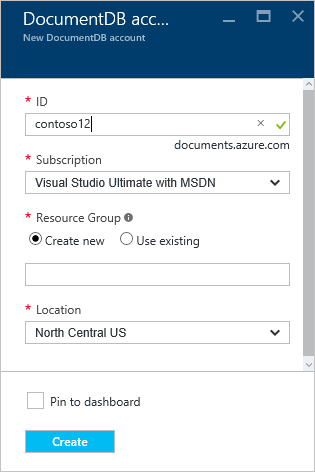 DocumentDB acc...
New DocumentDB account
* ID
contoso12
documents.azure.com
* Subscription
Visual Studio Ultimate with MSDN
* Resource Group
Create new Use existing
* Location
North Central US
Pin to dashboard
Create